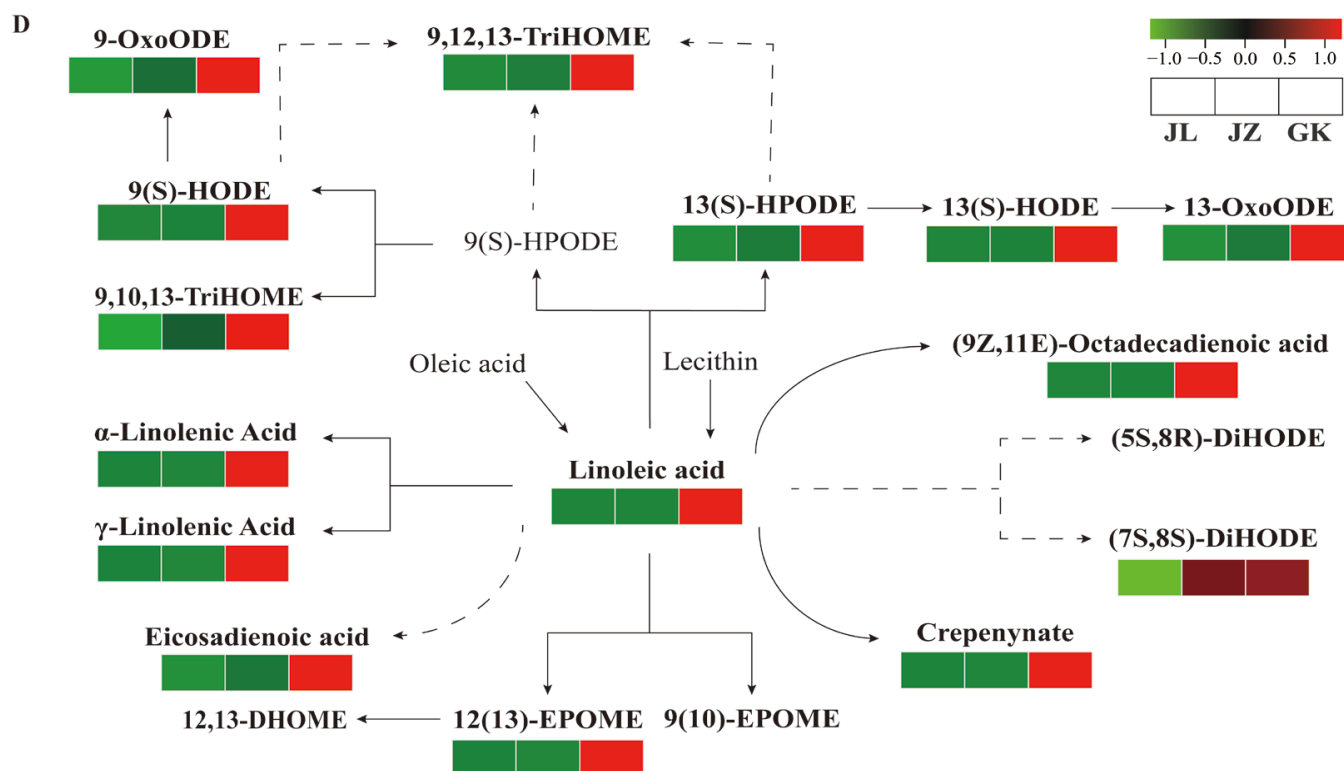 D
9-OxoODE
9,12,13-TriHOME
−1.0 −0.5 0.0 0.5 1.0
JL JZ GK
9(S)-HODE
13(S)-HPODE
13(S)-HODE
13-OxoODE
9(S)-HPODE
9,10,13-TriHOME
Oleic acid
Lecithin
(9Z,11E)-Octadecadienoic acid
α-Linolenic Acid
(5S,8R)-DiHODE
Linoleic acid
γ-Linolenic Acid
(7S,8S)-DiHODE
Eicosadienoic acid
Crepenynate
12,13-DHOME
12(13)-EPOME
9(10)-EPOME